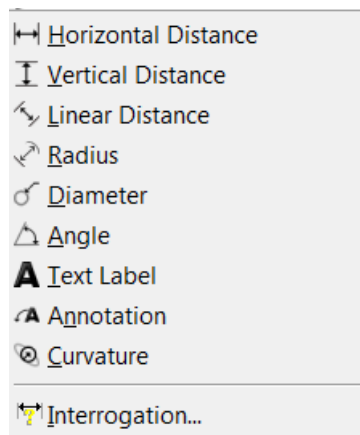 Horizontal Distance
Vertical Distance
Linear Distance
Radius
Diameter
Angle
Text Label
Annotation
Curvature
Interrogation...